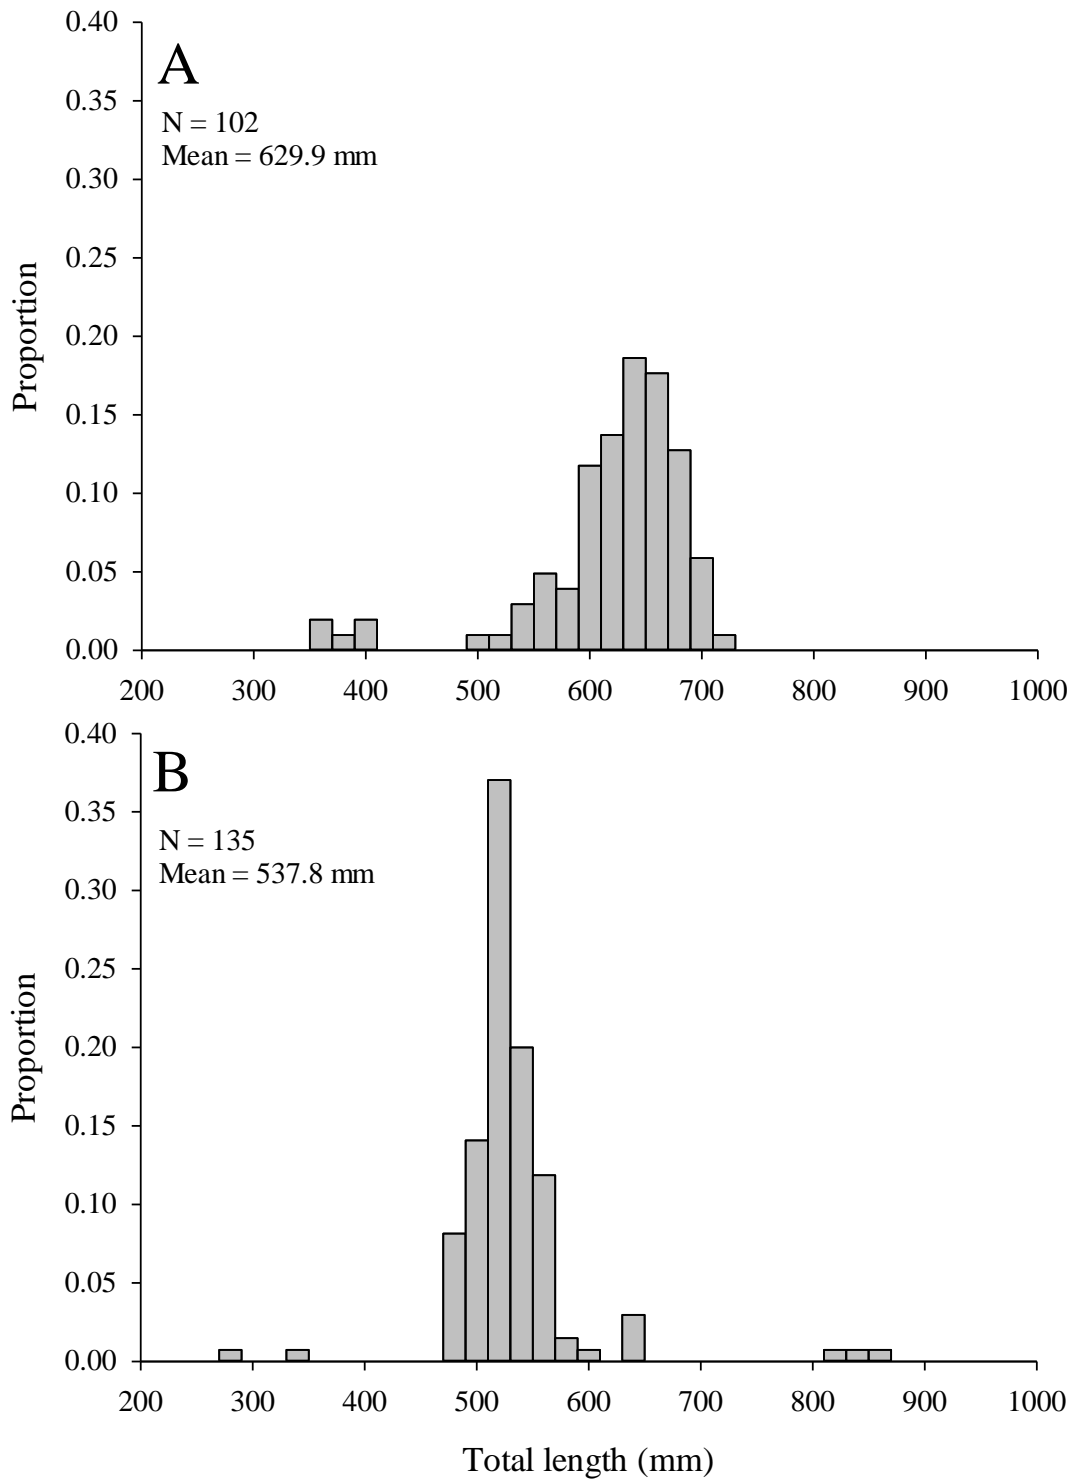 0.40
A
0.35
N = 102
Mean = 629.9 mm
0.30
0.25
Proportion
0.20
0.15
0.10
0.05
0.00
200 300 400 500 600 700 800 900 1000
0.40
B
0.35
N = 135
Mean = 537.8 mm
0.30
0.25
Proportion
0.20
0.15
0.10
0.05
0.00
200 300 400 500 600 700 800 900 1000
Total length (mm)